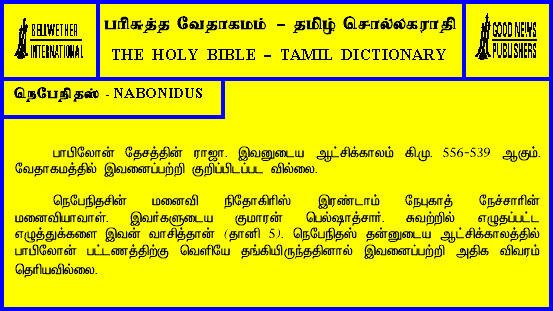 BELLWETHER
INTERNATIONAL
பரிசுத்த வேதாகமம் – தமிழ் சொல்லகராதி
THE HOLY BIBLE – TAMIL DICTIONARY
GOOD NEWS
PUBLISHERS
நெபேநிதஸ் - NABONIDUS
பாபிலோன் தேசத்தின் ராஜா. இவனுடைய ஆட்சிக்காலம் கி.மு. 556-539 ஆகும்.
வேதாகமத்தில் இவனைப்பற்றி குறிப்பிடப்பட வில்லை.
நெபேநிதசின் மனைவி நிதோகிரிஸ் இரண்டாம் நேபுகாத் நேச்சாரின்
மனைவியாவாள். இவர்களுடைய குமாரன் பெல்ஷாத்சார். சுவற்றில் எழுதப்பட்ட
எழுத்துக்களை இவன் வாசித்தான் (தானி 5). நெபேநிதஸ் தன்னுடைய ஆட்சிக்காலத்தில்
பாபிலோன் பட்டணத்திற்கு வெளியே தங்கியிருந்ததினால் இவனைப்பற்றி அதிக விவரம்
தெரியவில்லை.